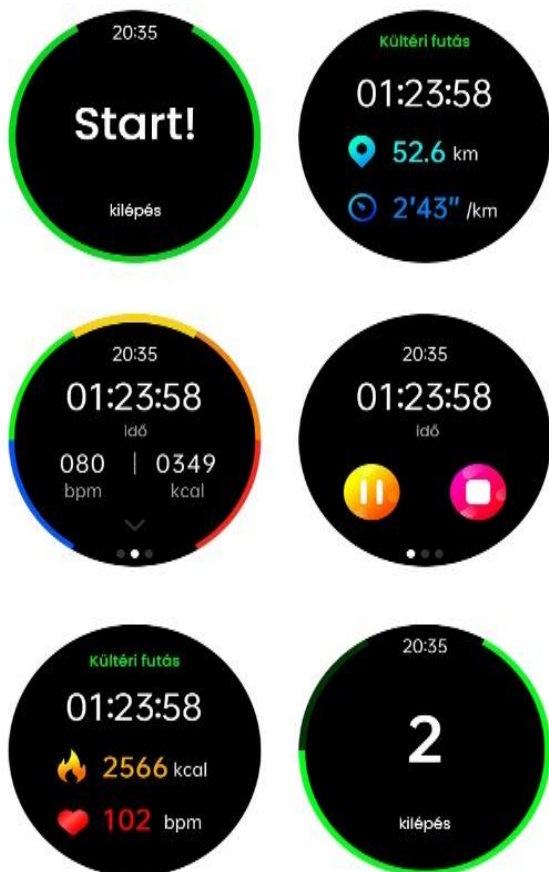 20:35
Start!
kilépés
Kültéri futás
01:23:58
52.6 km
2'43" /km
20:35
01:23:58
Idő
080 | 0349
bpm kcal
20:35
01:23:58
Idő
Kültéri futás
01:23:58
2566 kcal
102 bpm
20:35
2
kilépés